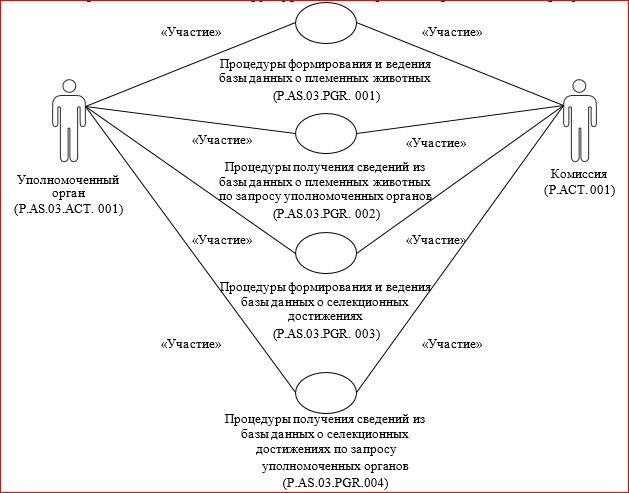 «Участие»
«Участие»
Процедуры формирования и ведения
базы данных о племенных животных
(P.AS.03.PGR. 001)
«Участие»
«Участие»
Процедуры получения сведений из
базы данных о племенных животных
по запросу уполномоченных органов
(P.AS.03.PGR. 002)
Уполномоченный
орган
(P.AS.03.ACT. 001)
Комиссия
(P.ACT. 001)
«Участие»
«Участие»
Процедуры формирования и ведения
базы данных о селекционных
достижениях
(P.AS.03.PGR. 003)
«Участие»
«Участие»
Процедуры получения сведений из
базы данных о селекционных
достижениях по запросу
уполномоченных органов
(P.AS.03.PGR.004)